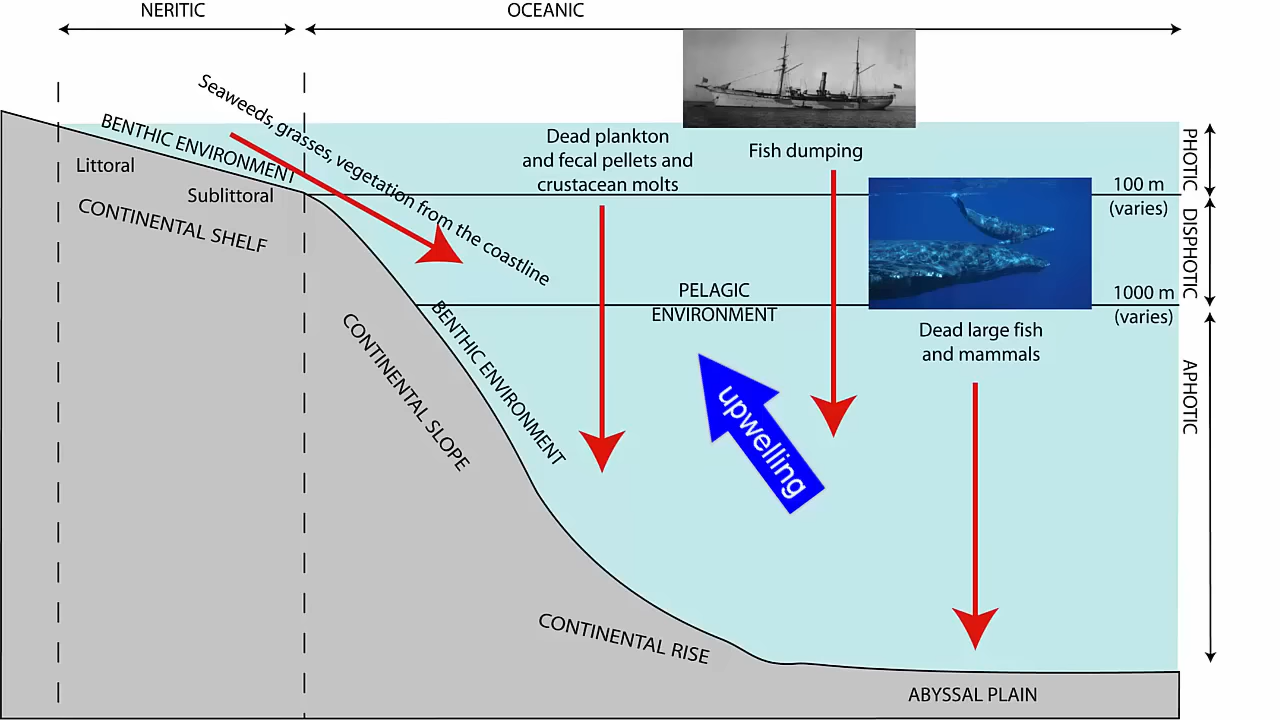 NERITIC
OCEANIC
Seaweeds, grasses, vegetation from the coastline
BENTHIC ENVIRONMENT
Littoral
Sublittoral
CONTINENTAL SHELF
Dead plankton
and fecal pellets and
crustacean molts
Fish dumping
PHOTIC
100 m
(varies)
DISPHOTIC
PELAGIC
ENVIRONMENT
1000 m
(varies)
BENTHIC ENVIRONMENT
CONTINENTAL SLOPE
Dead large fish
and mammals
APHOTIC
upwelling
CONTINENTAL RISE
ABYSSAL PLAIN